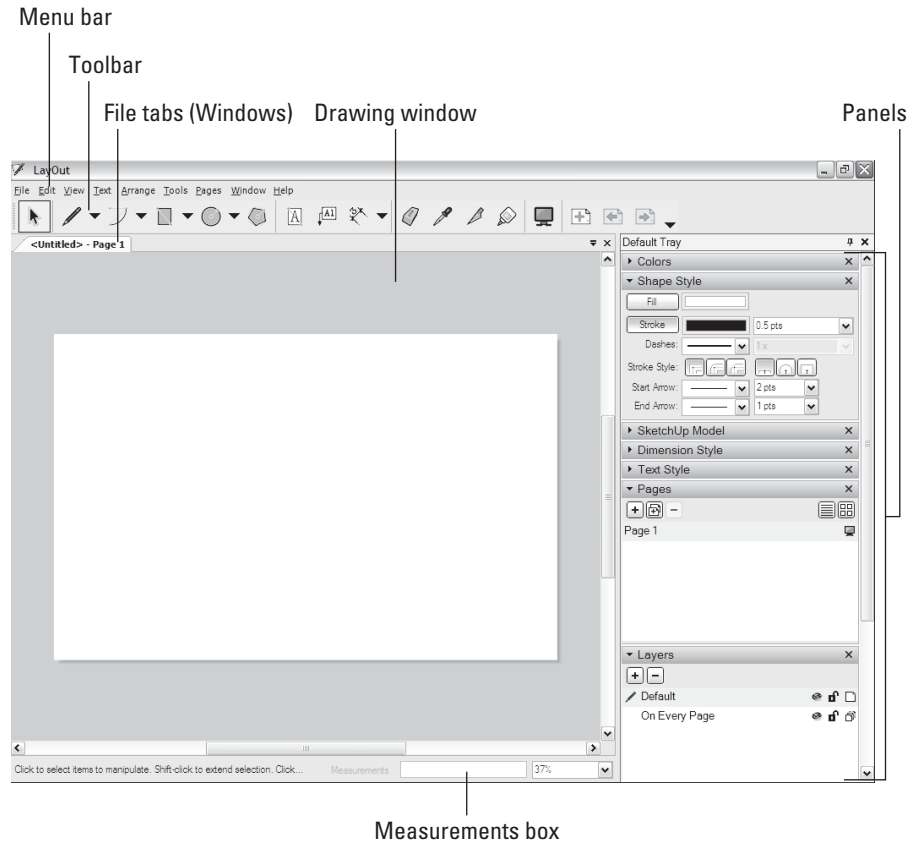 Menu bar
Toolbar
File tabs (Windows) Drawing window Panels
LayOut
File Edit View Text Arrange Tools Pages Window Help
A A1
<Untitled> - Page 1
Default Tray
Colors
Shape Style
Fill
Stroke 0.5 pts
Dashes: 1x
Stroke Style:
Start Arrow: 2 pts
End Arrow: 1 pts
SketchUp Model
Dimension Style
Text Style
Pages
Page 1
Layers
Default
On Every Page
Click to select items to manipulate. Shift-click to extend selection. Click... Measurements 37%
Measurements box